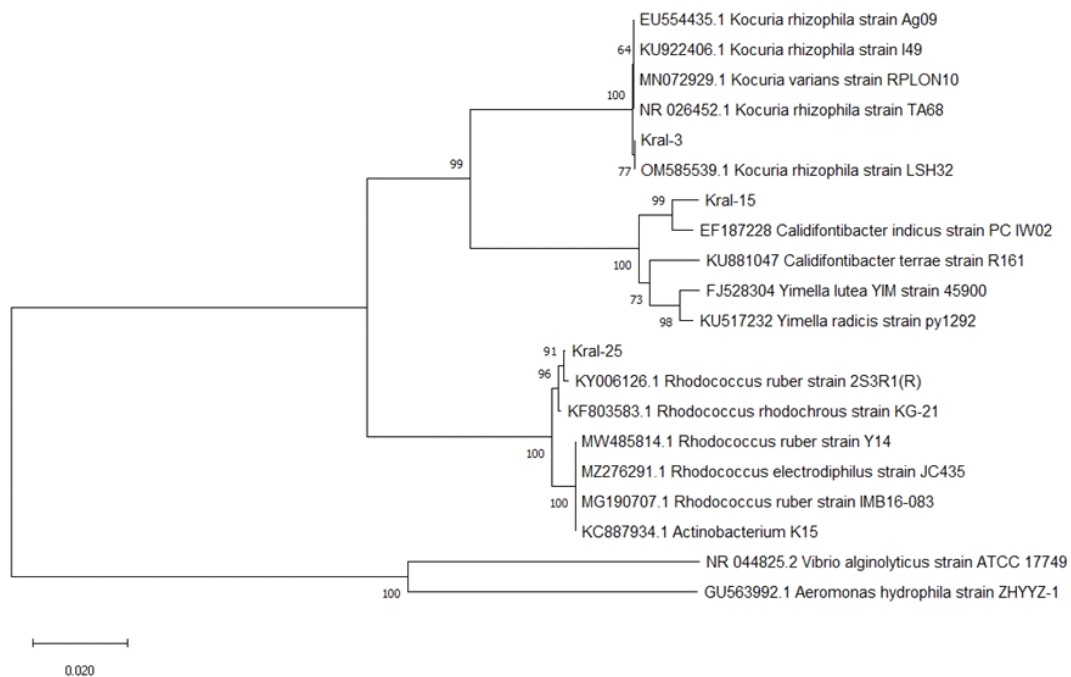 EU554435.1 Kocuria rhizophila strain Ag09
64
KU922406.1 Kocuria rhizophila strain I49
MN072929.1 Kocuria varians strain RPLON10
100
NR 026452.1 Kocuria rhizophila strain TA68
Kral-3
99
77
OM585539.1 Kocuria rhizophila strain LSH32
99
Kral-15
EF187228 Calidifontibacter indicus strain PC IW02
100
KU881047 Calidifontibacter terrae strain R161
FJ528304 Yimella lutea YIM strain 45900
73
98
KU517232 Yimella radicis strain py1292
91
Kral-25
96
KY006126.1 Rhodococcus ruber strain 2S3R1(R)
KF803583.1 Rhodococcus rhodochrous strain KG-21
MW485814.1 Rhodococcus ruber strain Y14
100
MZ276291.1 Rhodococcus electrodiphilus strain JC435
100
MG190707.1 Rhodococcus ruber strain IMB16-083
KC887934.1 Actinobacterium K15
NR 044825.2 Vibrio alginolyticus strain ATCC 17749
100
GU563992.1 Aeromonas hydrophila strain ZHYYZ-1
0.020